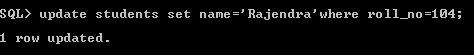 SQL> update students set name='Rajendra'where roll_no=104;
1 row updated.